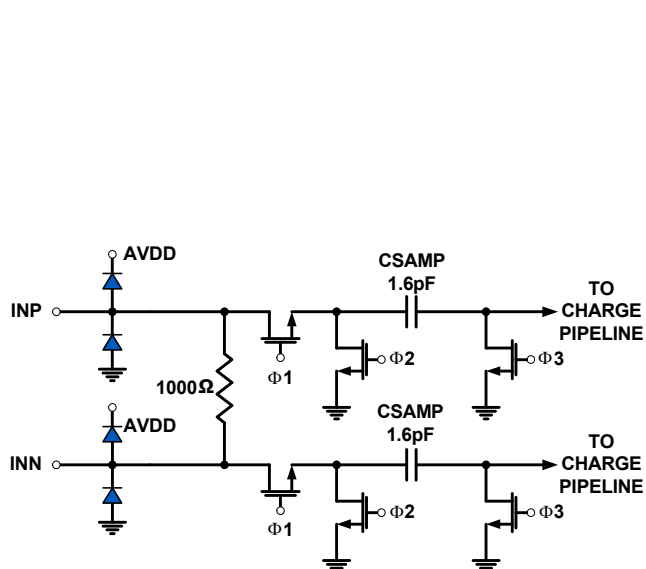 AVDD
CSAMP
1.6pF
INP
TO
CHARGE
PIPELINE
Φ1
Φ2
Φ3
1000Ω
AVDD
CSAMP
1.6pF
INN
TO
CHARGE
PIPELINE
Φ1
Φ2
Φ3